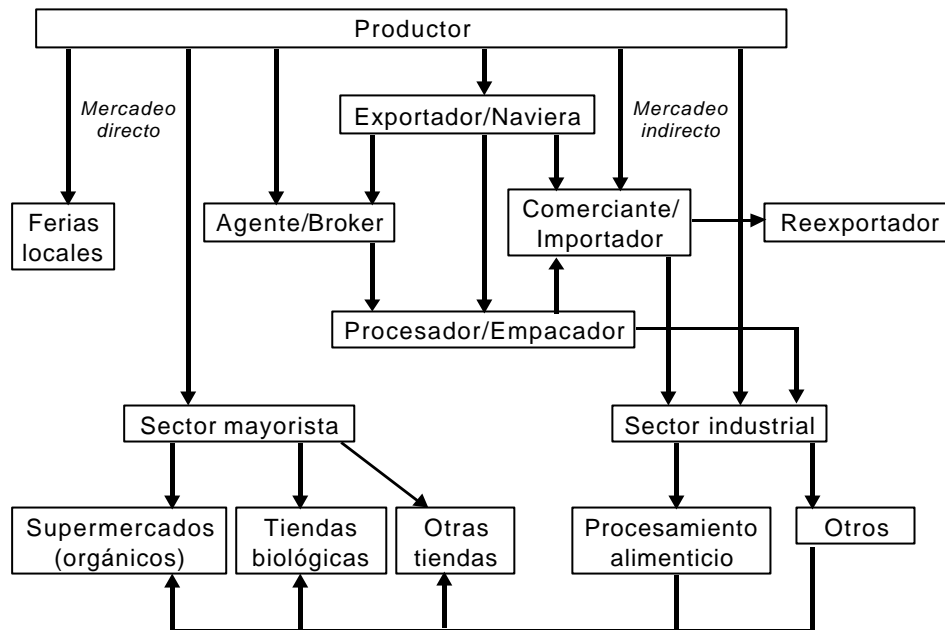 Productor
Mercadeo
directo
Mercadeo
indirecto
Exportador/Naviera
Ferias
locales
Agente/Broker
Comerciante/
Importador
Reexportador
Procesador/Empacador
Sector mayorista
Sector industrial
Supermercados
(orgánicos)
Tiendas
biológicas
Otras
tiendas
Procesamiento
alimenticio
Otros